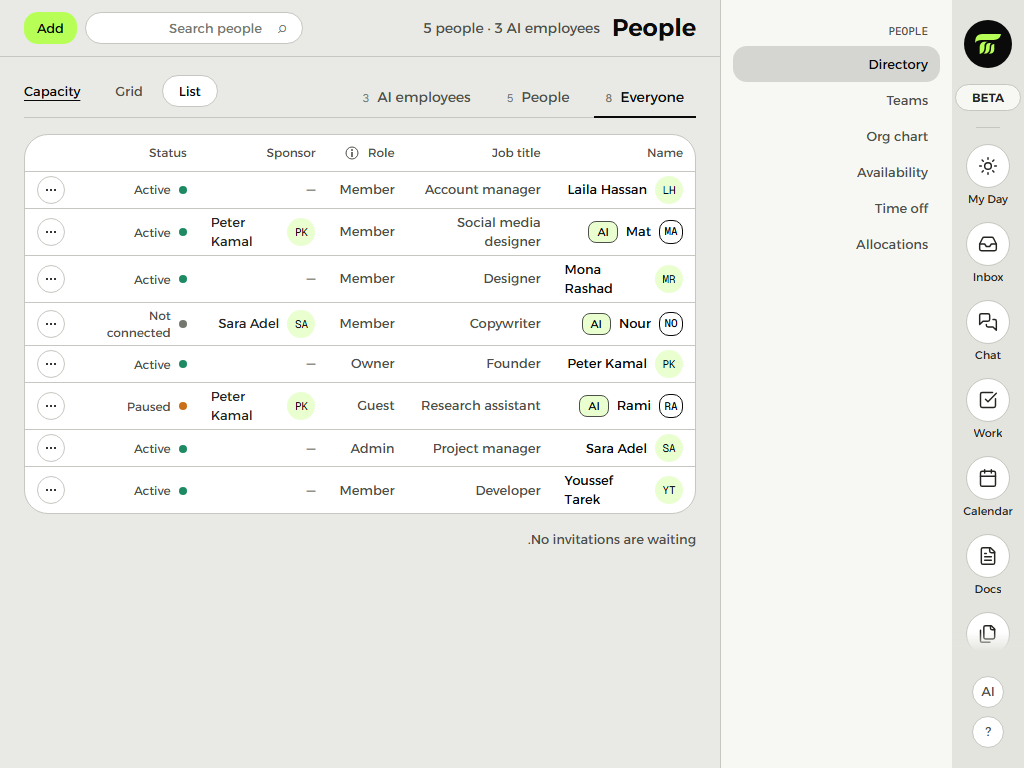 People
5 people · 3 AI employees
Search people
Add
Everyone 8
People 5
AI employees 3
List
Grid
Capacity
Name
Job title
Role
Sponsor
Status
LH Laila Hassan
Account manager
Member
—
Active
MA Mat AI
Social media
designer
Member
PK Peter
Kamal
Active
MR Mona
Rashad
Designer
Member
—
Active
NO Nour AI
Copywriter
Member
SA Sara Adel
Not
connected
PK Peter Kamal
Founder
Owner
—
Active
RA Rami AI
Research assistant
Guest
PK Peter
Kamal
Paused
SA Sara Adel
Project manager
Admin
—
Active
YT Youssef
Tarek
Developer
Member
—
Active
.No invitations are waiting
PEOPLE
Directory
Teams
Org chart
Availability
Time off
Allocations
BETA
My Day
Inbox
Chat
Work
Calendar
Docs
AI
?